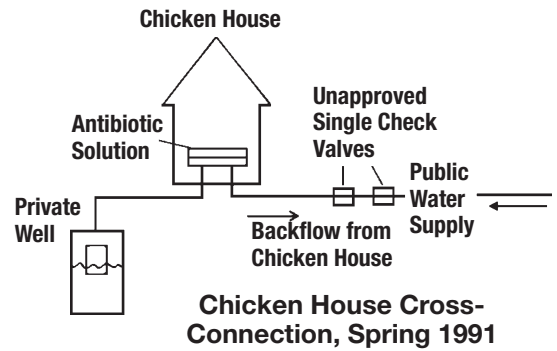 Chicken House
Antibiotic
Solution
Unapproved
Single Check
Valves
Public
Water
Supply
Private
Well
Backflow from
Chicken House
Chicken House Cross-
Connection, Spring 1991